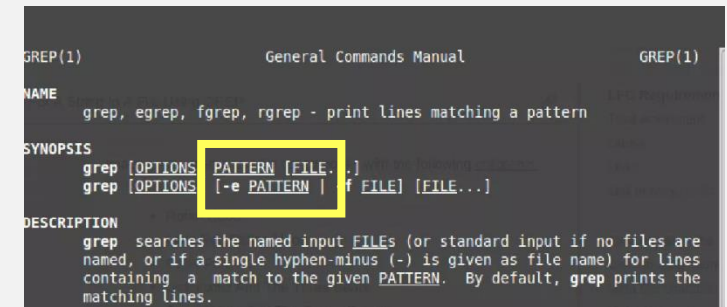 GREP(1) General Commands Manual GREP(1)
NAME
grep, egrep, fgrep, rgrep - print lines matching a pattern
SYNOPSIS
grep [OPTIONS PATTERN [FILE...]
grep [OPTIONS [-e PATTERN | -f FILE] [FILE...]
DESCRIPTION
grep searches the named input FILEs (or standard input if no files are
named, or if a single hyphen-minus (-) is given as file name) for lines
containing a match to the given PATTERN. By default, grep prints the
matching lines.